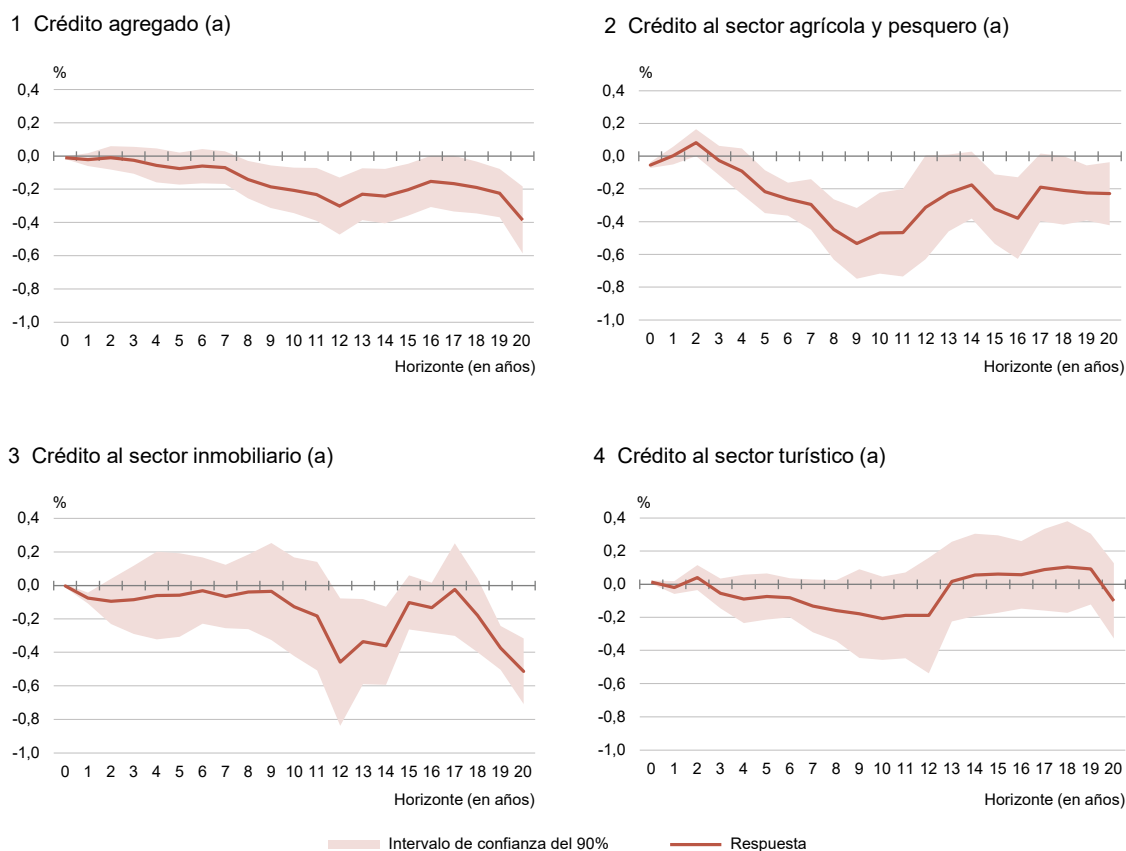 1 Crédito agregado (a)
%
0,4
0,2
0,0
-0,2
-0,4
-0,6
-0,8
-1,0
0 1 2 3 4 5 6 7 8 9 10 11 12 13 14 15 16 17 18 19 20
Horizonte (en años)
2 Crédito al sector agrícola y pesquero (a)
%
0,4
0,2
0,0
-0,2
-0,4
-0,6
-0,8
-1,0
0 1 2 3 4 5 6 7 8 9 10 11 12 13 14 15 16 17 18 19 20
Horizonte (en años)
3 Crédito al sector inmobiliario (a)
%
0,4
0,2
0,0
-0,2
-0,4
-0,6
-0,8
-1,0
0 1 2 3 4 5 6 7 8 9 10 11 12 13 14 15 16 17 18 19 20
Horizonte (en años)
4 Crédito al sector turístico (a)
%
0,4
0,2
0,0
-0,2
-0,4
-0,6
-0,8
-1,0
0 1 2 3 4 5 6 7 8 9 10 11 12 13 14 15 16 17 18 19 20
Horizonte (en años)
Intervalo de confianza del 90% Respuesta